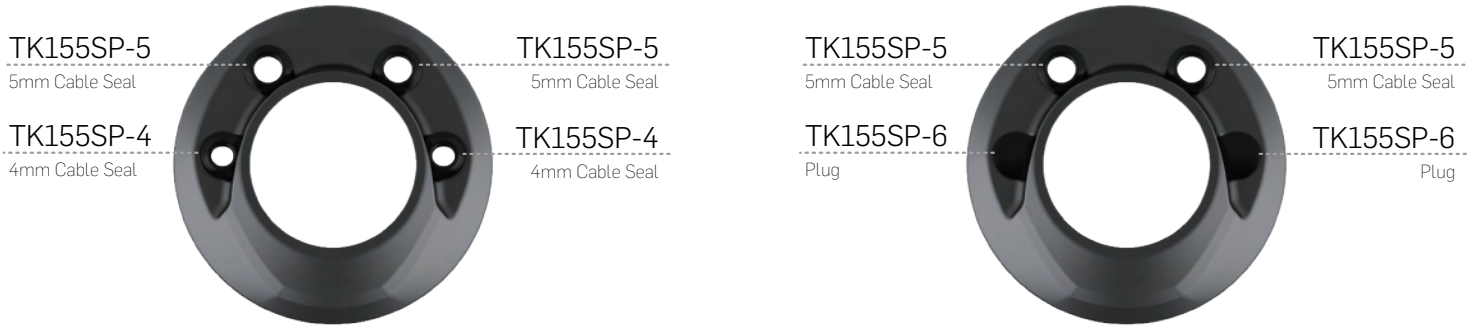 TK155SP-5
5mm Cable Seal
TK155SP-5
5mm Cable Seal
TK155SP-4
4mm Cable Seal
TK155SP-4
4mm Cable Seal
TK155SP-5
5mm Cable Seal
TK155SP-5
5mm Cable Seal
TK155SP-6
Plug
TK155SP-6
Plug